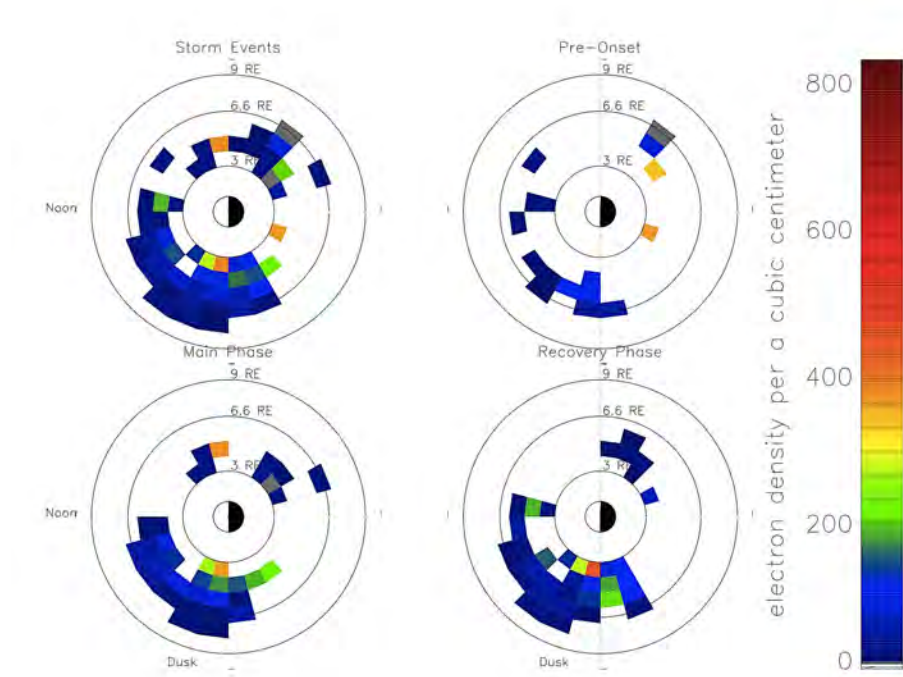 Storm Events
9 RE
6.6 RE
3 RE
Noon
Pre-Onset
9 RE
6.6 RE
3 RE
Main Phase
9 RE
6.6 RE
3 RE
Noon
Dusk
Recovery Phase
9 RE
6.6 RE
3 RE
Dusk
electron density per a cubic centimeter
800
600
400
200
0